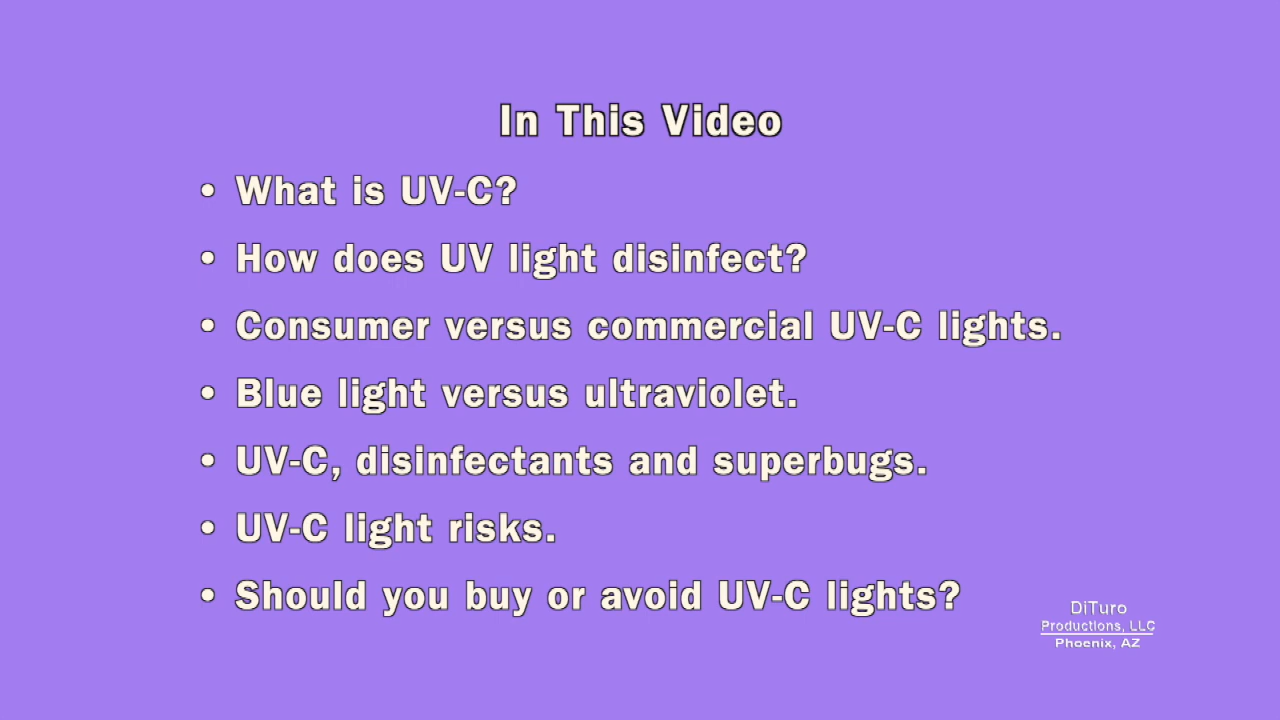 In This Video
• What is UV-C?
• How does UV light disinfect?
• Consumer versus commercial UV-C lights.
• Blue light versus ultraviolet.
• UV-C, disinfectants and superbugs.
• UV-C light risks.
• Should you buy or avoid UV-C lights?
DiTuro
Productions, LLC
Phoenix, AZ